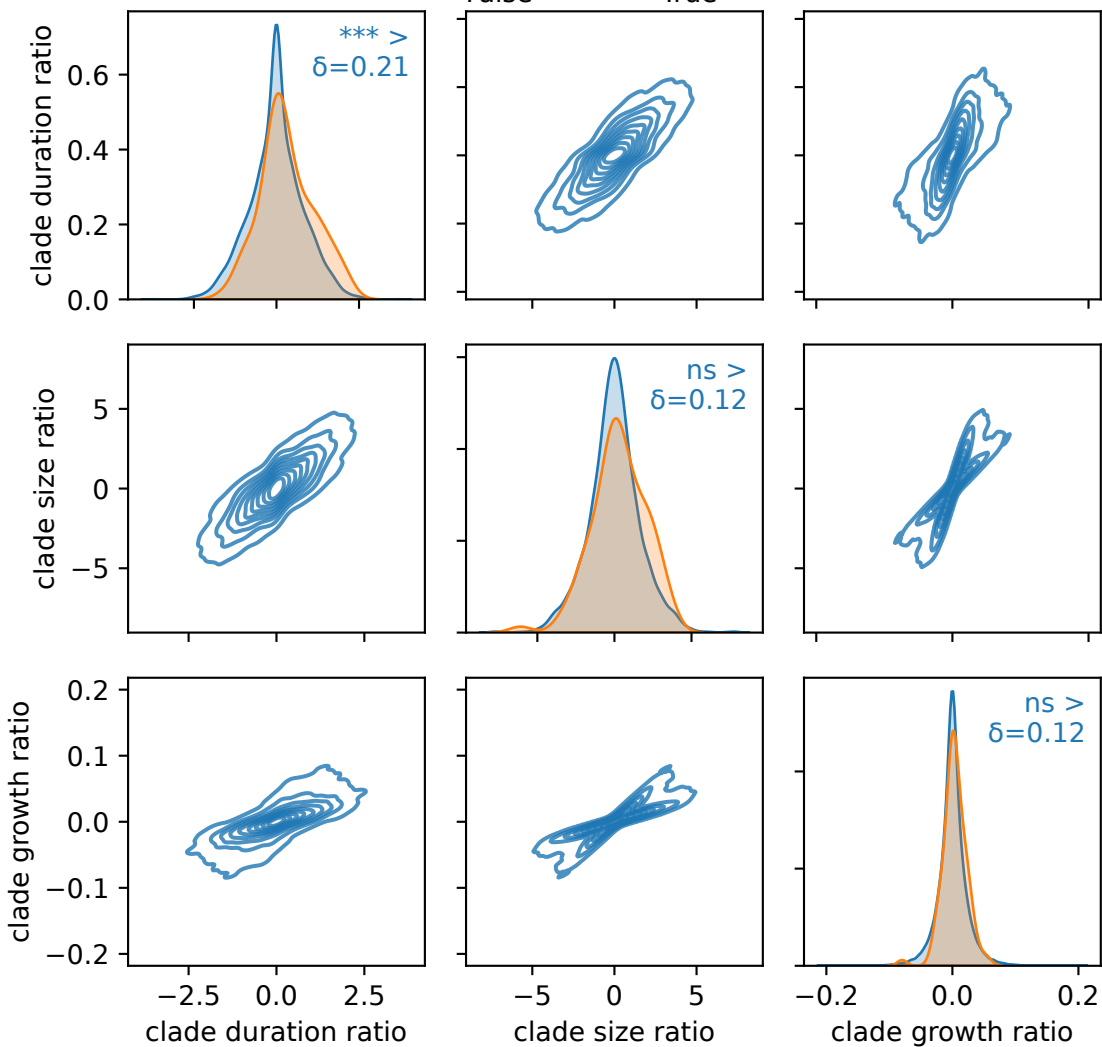 clade duration ratio
0.6
0.4
0.2
0.0
*** >
δ=0.21
clade size ratio
5
0
−5
ns >
δ=0.12
clade growth ratio
0.2
0.1
0.0
−0.1
−0.2
ns >
δ=0.12
−2.5 0.0 2.5
clade duration ratio
−5 0 5
clade size ratio
−0.2 0.0 0.2
clade growth ratio